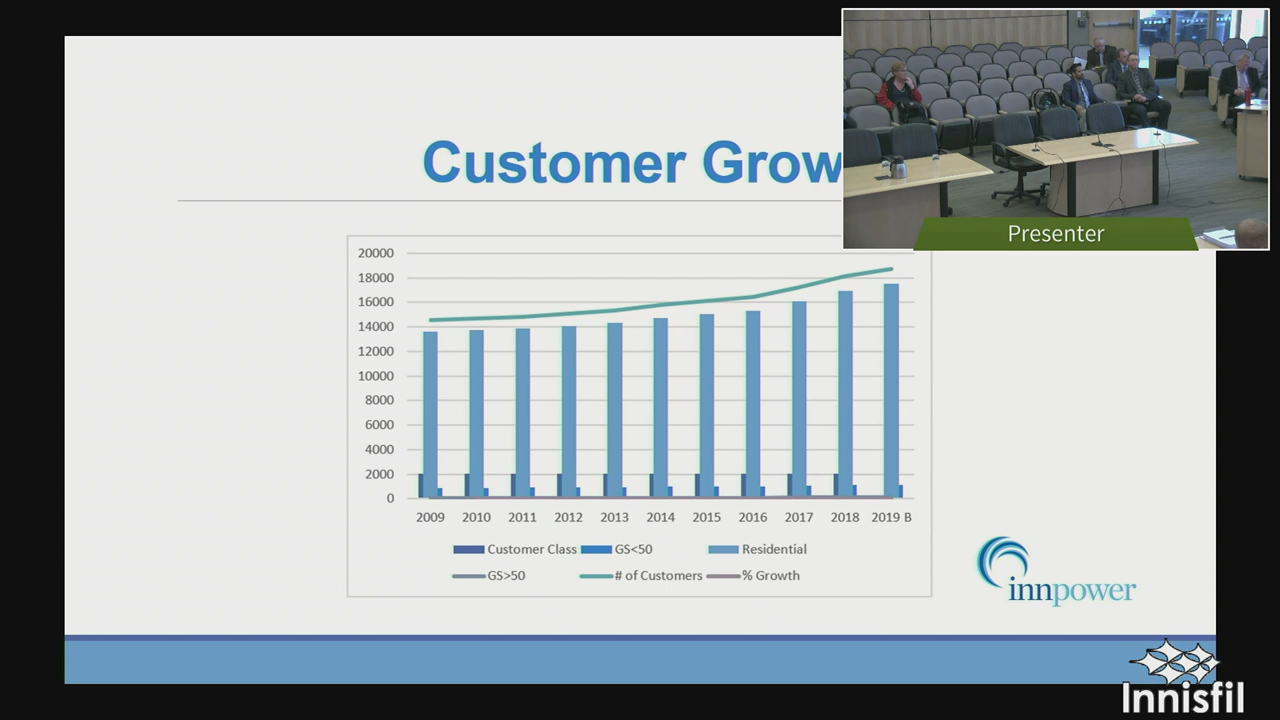 Customer Grow
Presenter
20000
18000
16000
14000
12000
10000
8000
6000
4000
2000
0
2009 2010 2011 2012 2013 2014 2015 2016 2017 2018 2019 B
Customer Class GS<50 Residential
GS>50 # of Customers % Growth
innpower
Innisfil